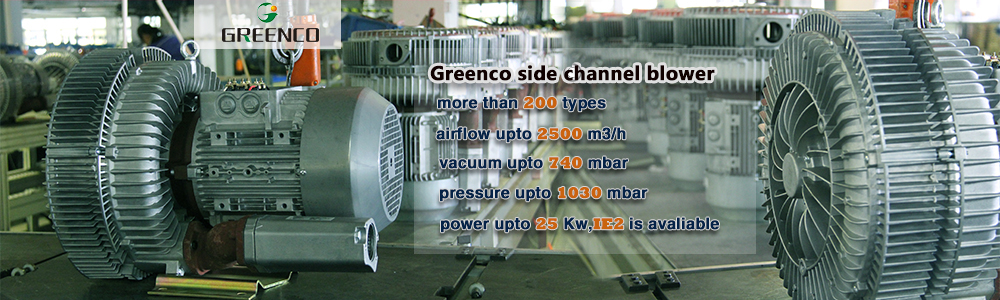 GREENCO
Greenco side channel blower
more than 200 types
airflow upto 2500 m3/h
vacuum upto 740 mbar
pressure upto 1030 mbar
power upto 25 Kw,IE2 is avaliable